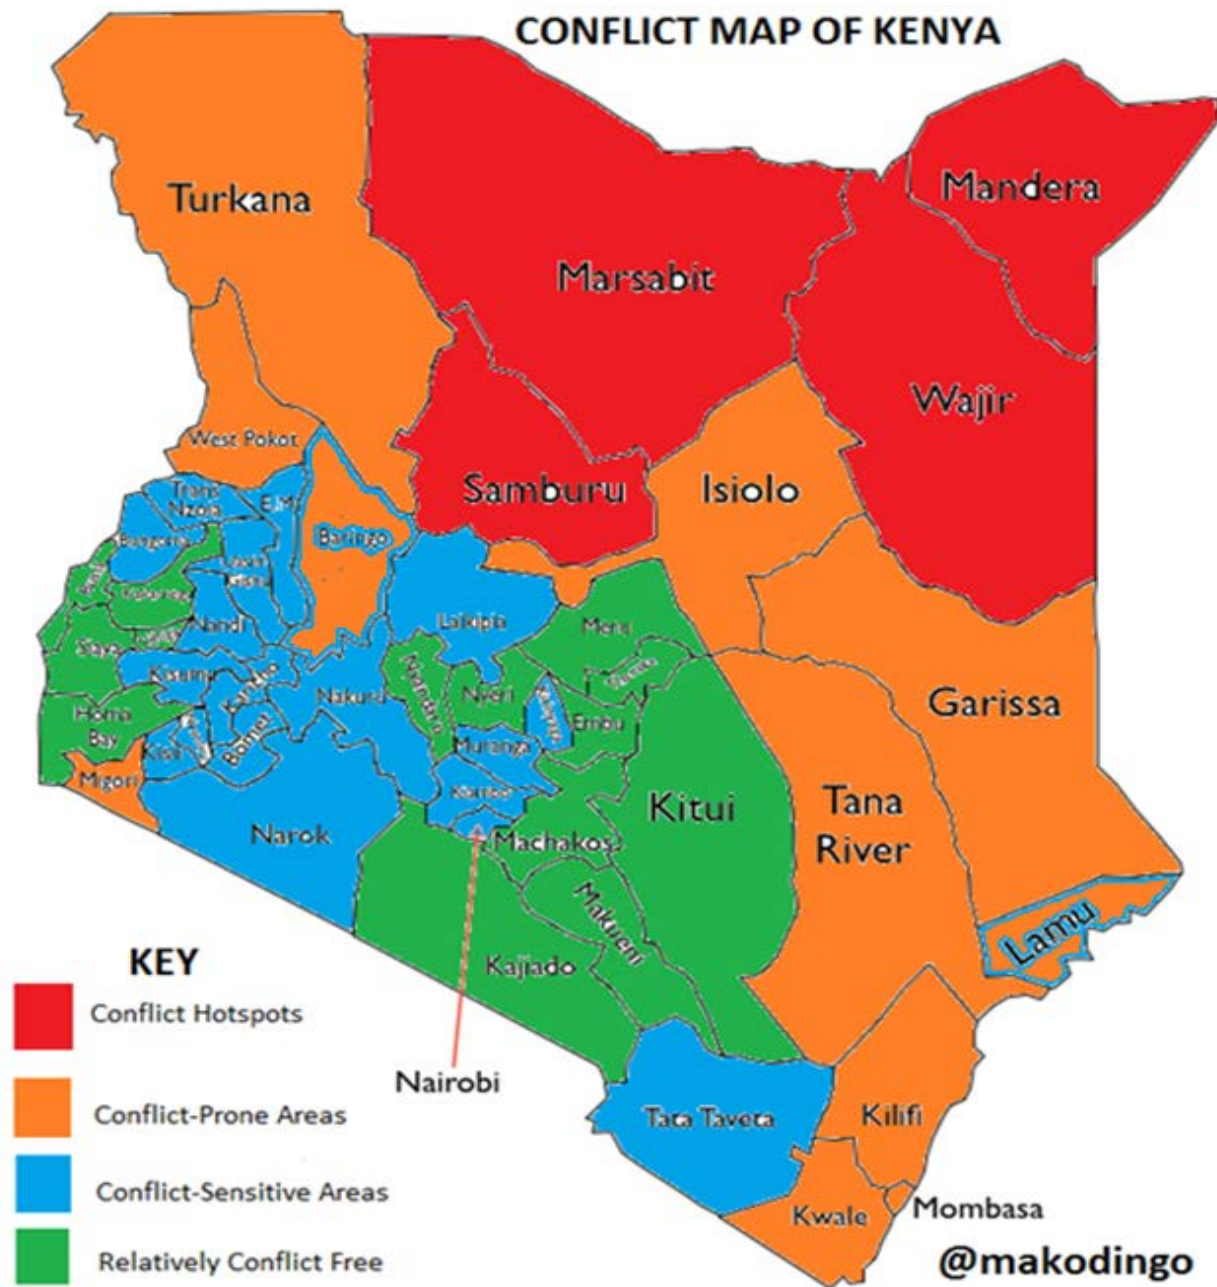 CONFLICT MAP OF KENYA
Turkana
Mandera
Marsabit
Wajir
West Pokot
Samburu
Isiolo
Trans
Nzoia
E.M
Bungoma
Baringo
Nandi
Laikipia
Meru
Siaya
Kisumu
Nakuru
Nyeri
Garissa
Homa
Bay
Embu
Kisii
Bomet
Muranga
Migori
Kitui
Tana
River
Narok
Machakos
Makueni
Lamu
Kajiado
KEY
Conflict Hotspots
Nairobi
Conflict-Prone Areas
Tata Taveta
Kilifi
Conflict-Sensitive Areas
Kwale
Mombasa
Relatively Conflict Free
@makodingo